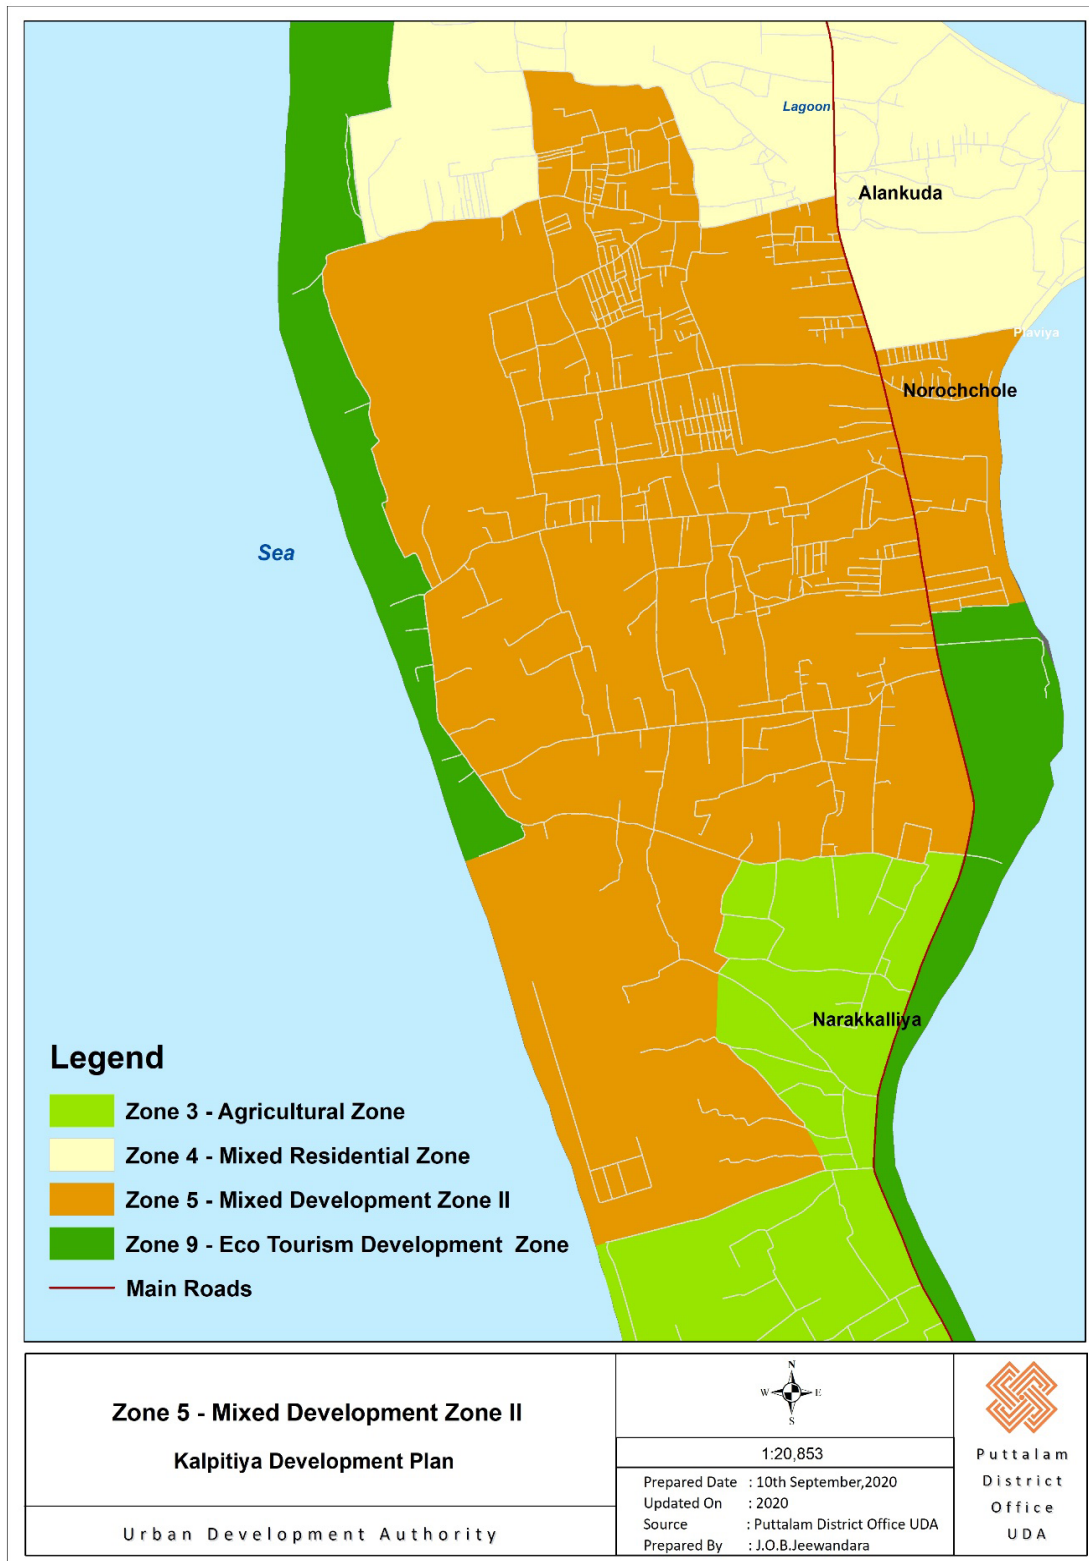 Lagoon
Alankuda
Plaviya
Norochchole
Sea
Narakkalliya
Legend
Zone 3 - Agricultural Zone
Zone 4 - Mixed Residential Zone
Zone 5 - Mixed Development Zone II
Zone 9 - Eco Tourism Development Zone
Main Roads
Zone 5 - Mixed Development Zone II
Kalpitiya Development Plan
Urban Development Authority
N
W E
S
1:20,853
Prepared Date : 10th September,2020
Updated On : 2020
Source : Puttalam District Office UDA
Prepared By : J.O.B.Jeewandara
Puttalam
District
Office
UDA